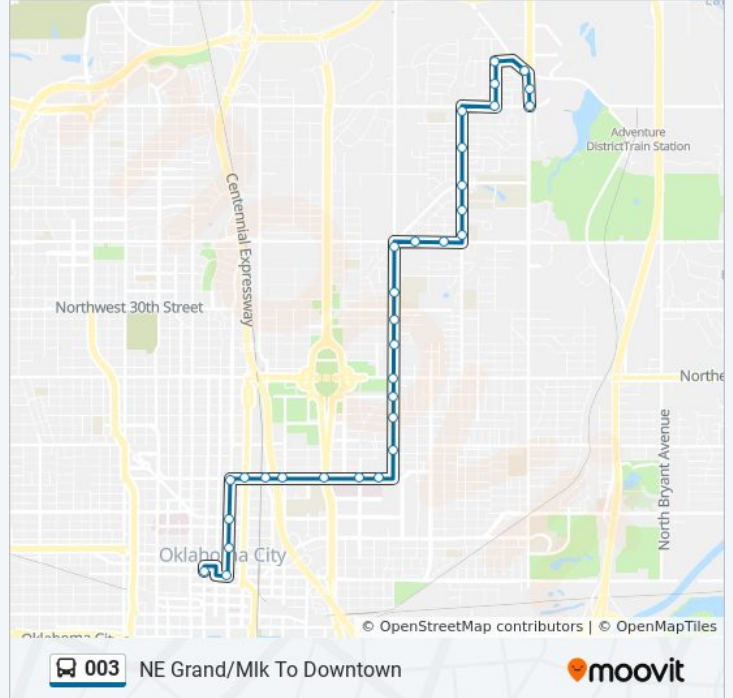 Adventure
DistrictTrain Station
Centennial Expressway
Northwest 30th Street
Northe
North Bryant Avenue
Oklahoma City
© OpenStreetMap contributors | © OpenMapTiles
003 NE Grand/Mlk To Downtown
moovit